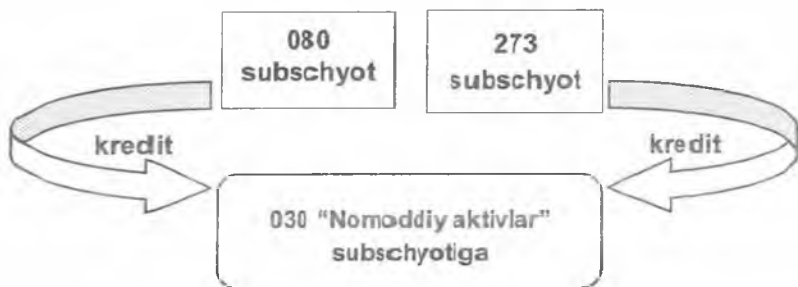 080
subschyot
273
subschyot
kredit
kredit
030 “Nomoddiy aktivlar”
subschyotiga